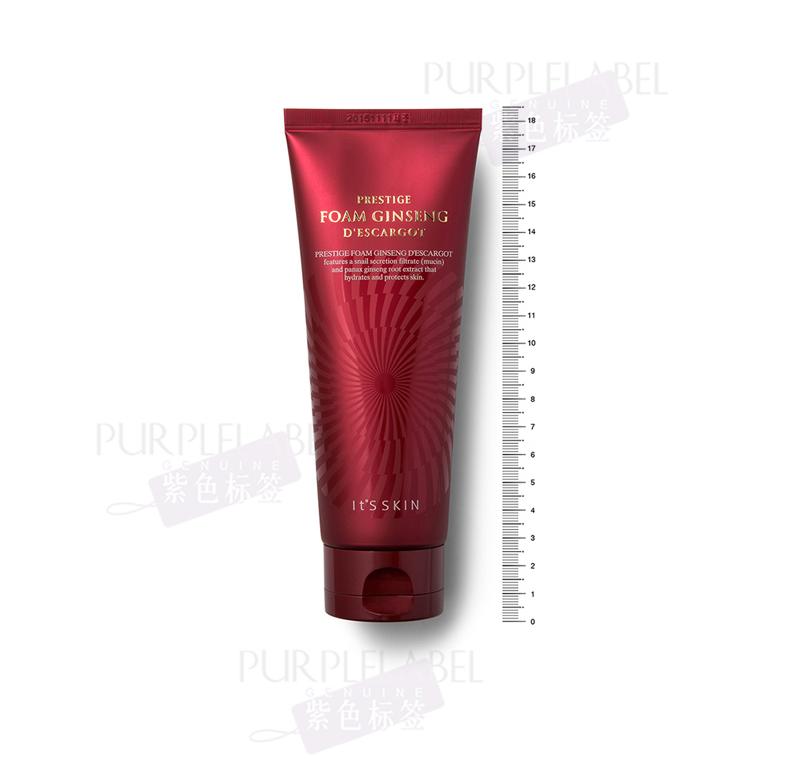 PURPLELABEL
GENUINE
紫色标签
PRESTIGE
FOAM GINSENG
D'ESCARGOT
PRESTIGE FOAM GINSENG D'ESCARGOT
features a snail secretion filtrate (mucin)
and panax ginseng root extract that
hydrates and protects skin.
It'S SKIN
18
17
16
15
14
13
12
11
10
9
8
7
6
5
4
3
2
1
0
PURPLELABEL
GENUINE
紫色标签
PURPLELABEL
GENUINE
紫色标签